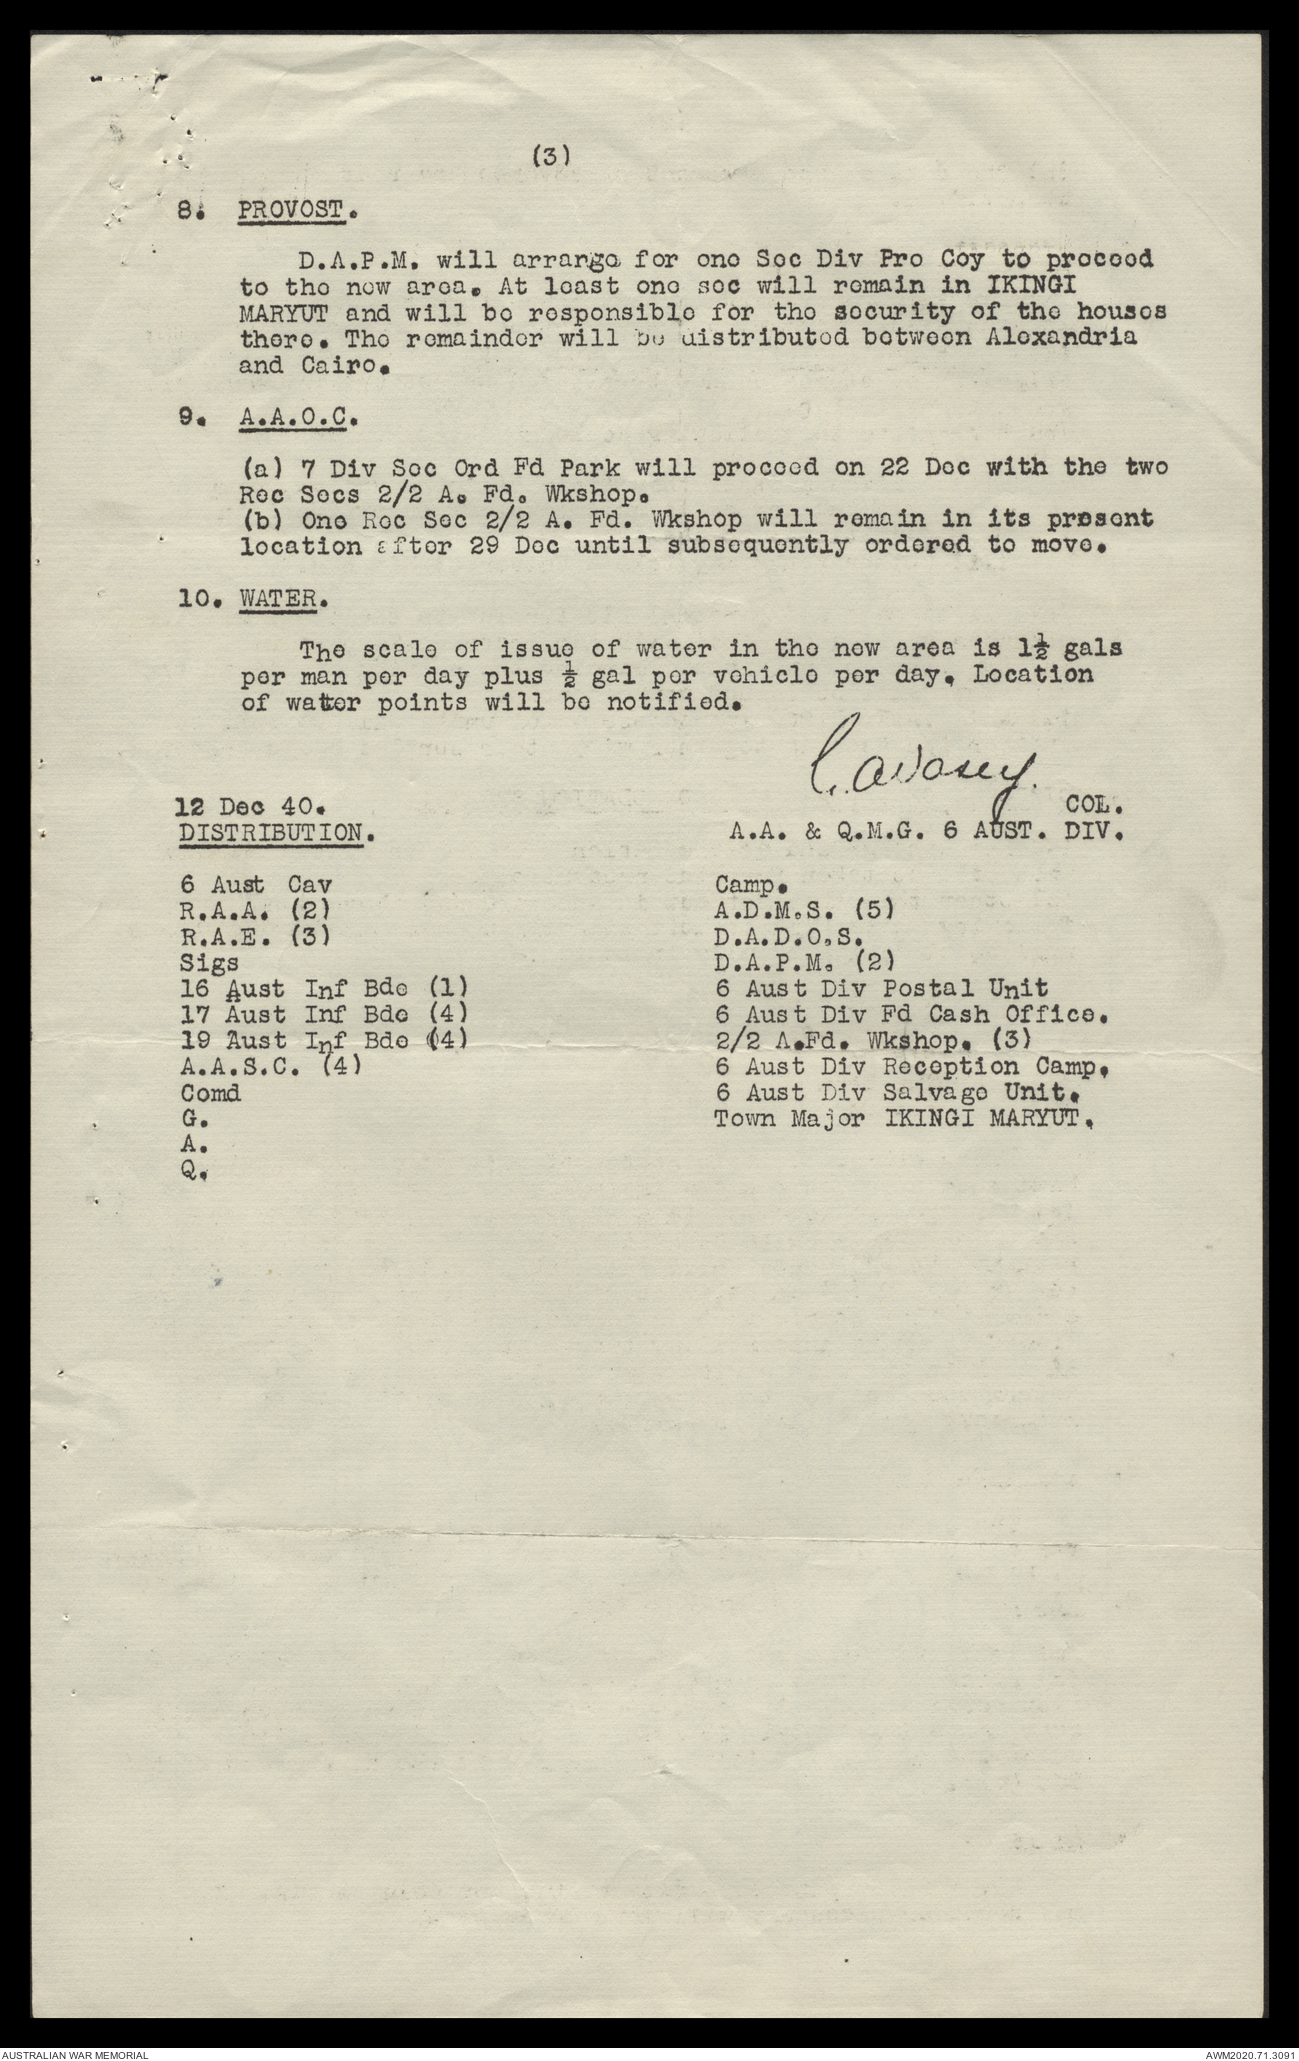 (3)
8. PROVOST.
D.A.P.M. will arrange for one Sec Div Pro Coy to proceed
to the new area. At least one sec will remain in IKINGI
MARYUT and will be responsible for the security of the houses
there. The remainder will be distributed between Alexandria
and Cairo.
9. A.A.O.C.
(a) 7 Div Sec Ord Fd Park will proceed on 22 Dec with the two
Rec Secs 2/2 A. Fd. Wkshop.
(b) One Rec Sec 2/2 A. Fd. Wkshop will remain in its present
location after 29 Dec until subsequently ordered to move.
10. WATER.
The scale of issue of water in the new area is 1½ gals
per man per day plus ½ gal per vehicle per day. Location
of water points will be notified.
12 Dec 40. COL.
DISTRIBUTION. A.A. & Q.M.G. 6 AUST. DIV.
6 Aust Cav
R.A.A. (2)
R.A.E. (3)
Sigs
16 Aust Inf Bde (1)
17 Aust Inf Bde (4)
19 Aust Inf Bde (4)
A.A.S.C. (4)
Comd
G.
A.
Q.
Camp.
A.D.M.S. (5)
D.A.D.O.S.
D.A.P.M. (2)
6 Aust Div Postal Unit
6 Aust Div Fd Cash Office.
2/2 A.Fd. Wkshop. (3)
6 Aust Div Reception Camp.
6 Aust Div Salvage Unit.
Town Major IKINGI MARYUT.
AUSTRALIAN WAR MEMORIAL
AWM2020.71.3091